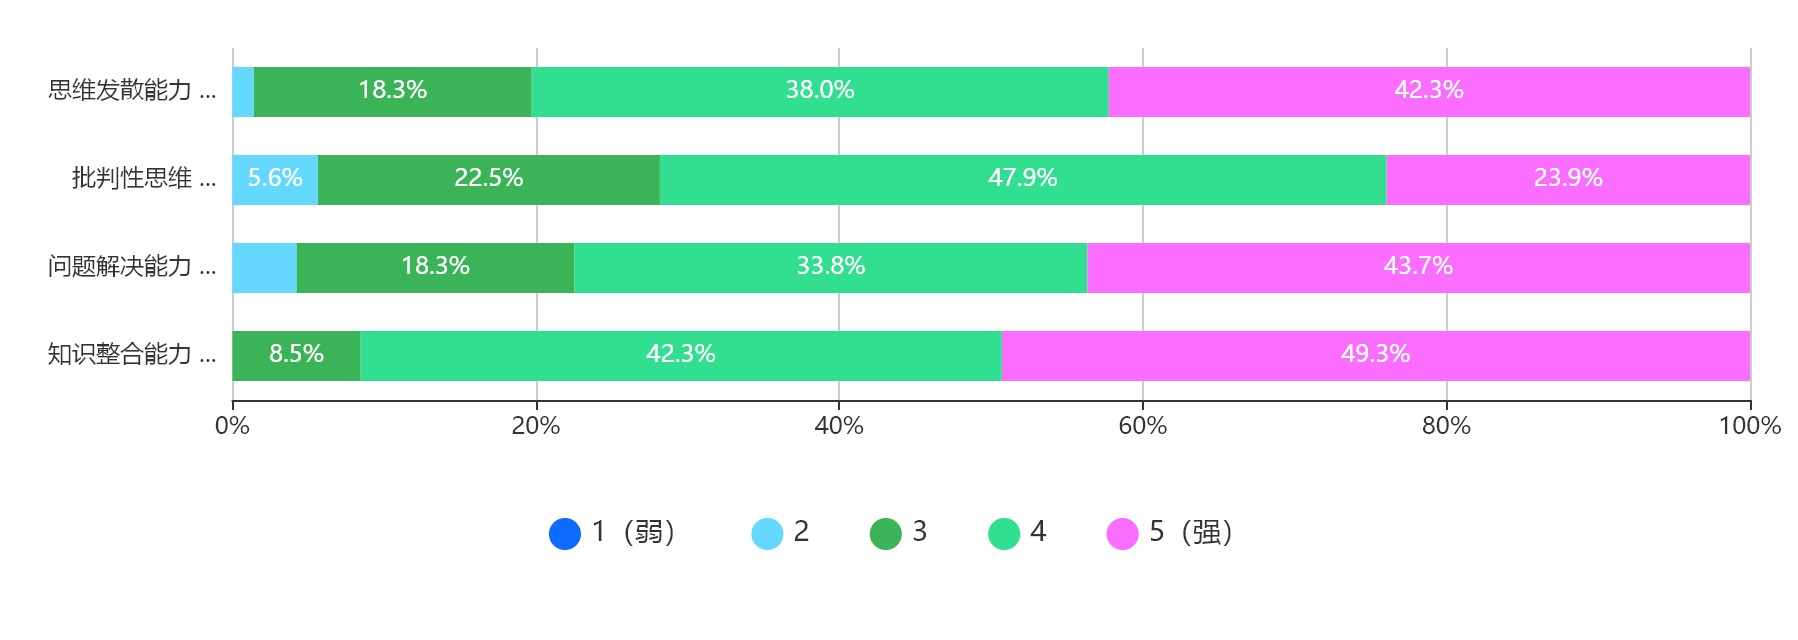 思维发散能力 ... 18.3% 38.0% 42.3%
批判性思维 ... 5.6% 22.5% 47.9% 23.9%
问题解决能力 ... 18.3% 33.8% 43.7%
知识整合能力 ... 8.5% 42.3% 49.3%
0% 20% 40% 60% 80% 100%
1（弱） 2 3 4 5（强）